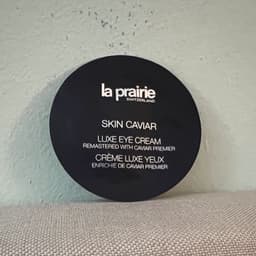 la prairie
SWITZERLAND
SKIN CAVIAR
LUXE EYE CREAM
REMASTERED WITH CAVIAR PREMIER
CRÈME LUXE YEUX
ENRICHIE DE CAVIAR PREMIER